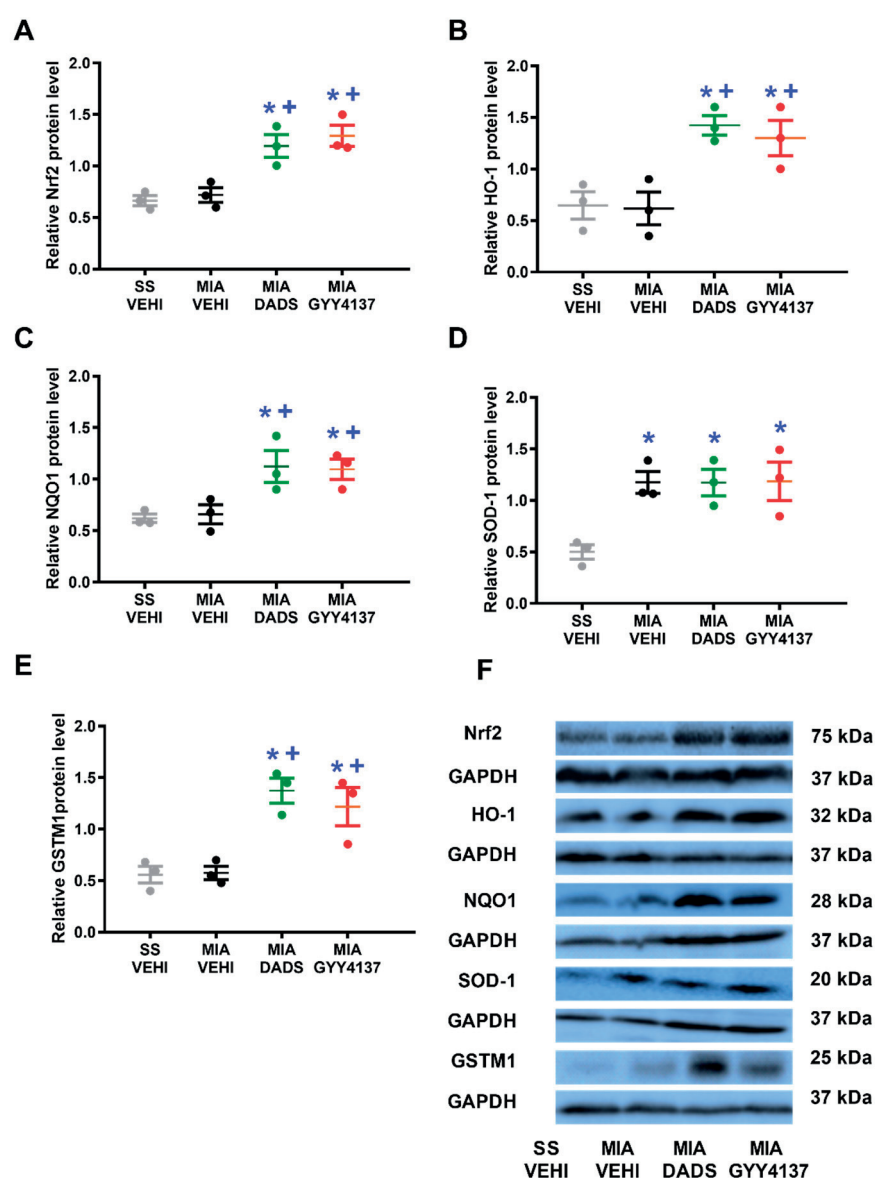 A
Relative Nrf2 protein level
2.0
1.5
1.0
0.5
0.0
* +
* +
SS
VEHI
MIA
VEHI
MIA
DADS
MIA
GYY4137
B
Relative HO-1 protein level
2.0
1.5
1.0
0.5
0.0
* +
* +
SS
VEHI
MIA
VEHI
MIA
DADS
MIA
GYY4137
C
Relative NQO1 protein level
2.0
1.5
1.0
0.5
0.0
* +
* +
SS
VEHI
MIA
VEHI
MIA
DADS
MIA
GYY4137
D
Relative SOD-1 protein level
2.0
1.5
1.0
0.5
0.0
*
*
*
SS
VEHI
MIA
VEHI
MIA
DADS
MIA
GYY4137
E
Relative GSTM1protein level
2.0
1.5
1.0
0.5
0.0
* +
* +
SS
VEHI
MIA
VEHI
MIA
DADS
MIA
GYY4137
F
Nrf2 75 kDa
GAPDH 37 kDa
HO-1 32 kDa
GAPDH 37 kDa
NQO1 28 kDa
GAPDH 37 kDa
SOD-1 20 kDa
GAPDH 37 kDa
GSTM1 25 kDa
GAPDH 37 kDa
SS
VEHI
MIA
VEHI
MIA
DADS
MIA
GYY4137